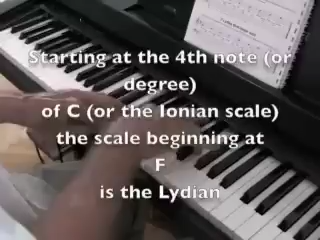 Starting at the 4th note (or
degree)
of C (or the Ionian scale)
the scale beginning at
F
is the Lydian